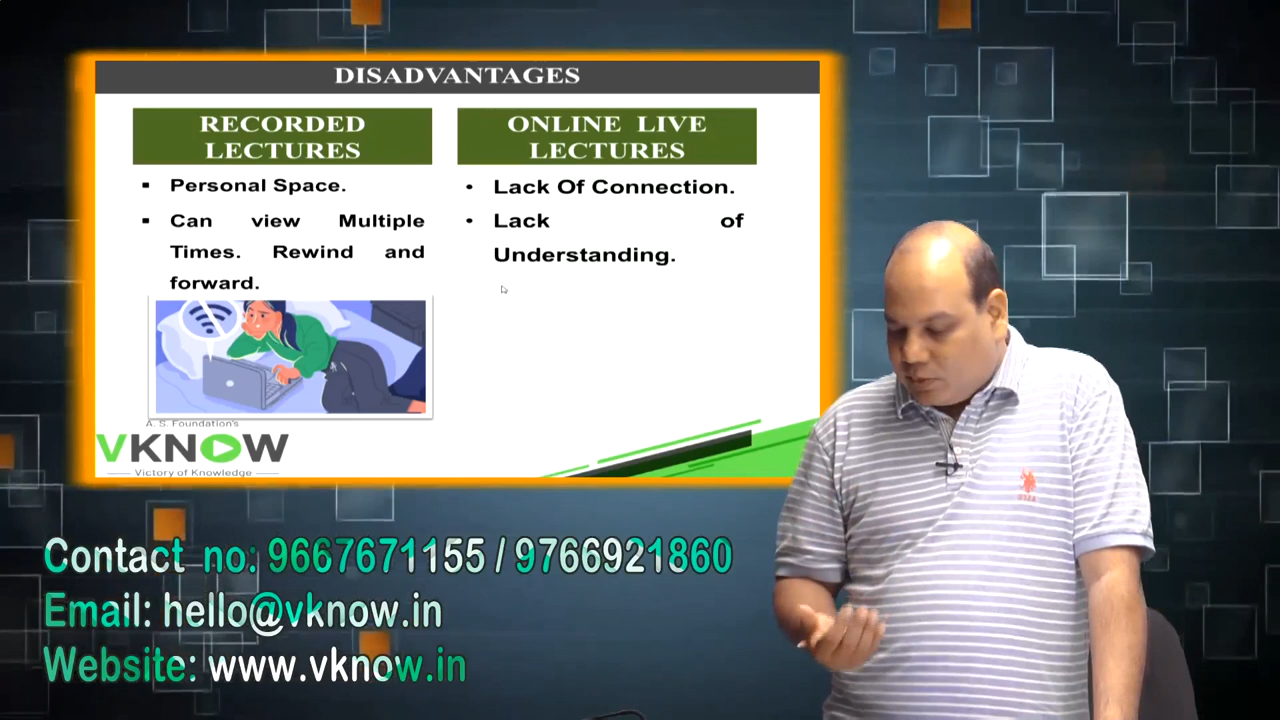 DISADVANTAGES
RECORDED
LECTURES
Personal Space.
Can view Multiple
Times. Rewind and
forward.
ONLINE LIVE
LECTURES
Lack Of Connection.
Lack of
Understanding.
A. S. Foundation's
VKNOW
Victory of Knowledge
Contact no: 9667671155 / 9766921860
Email: hello@vknow.in
Website: www.vknow.in